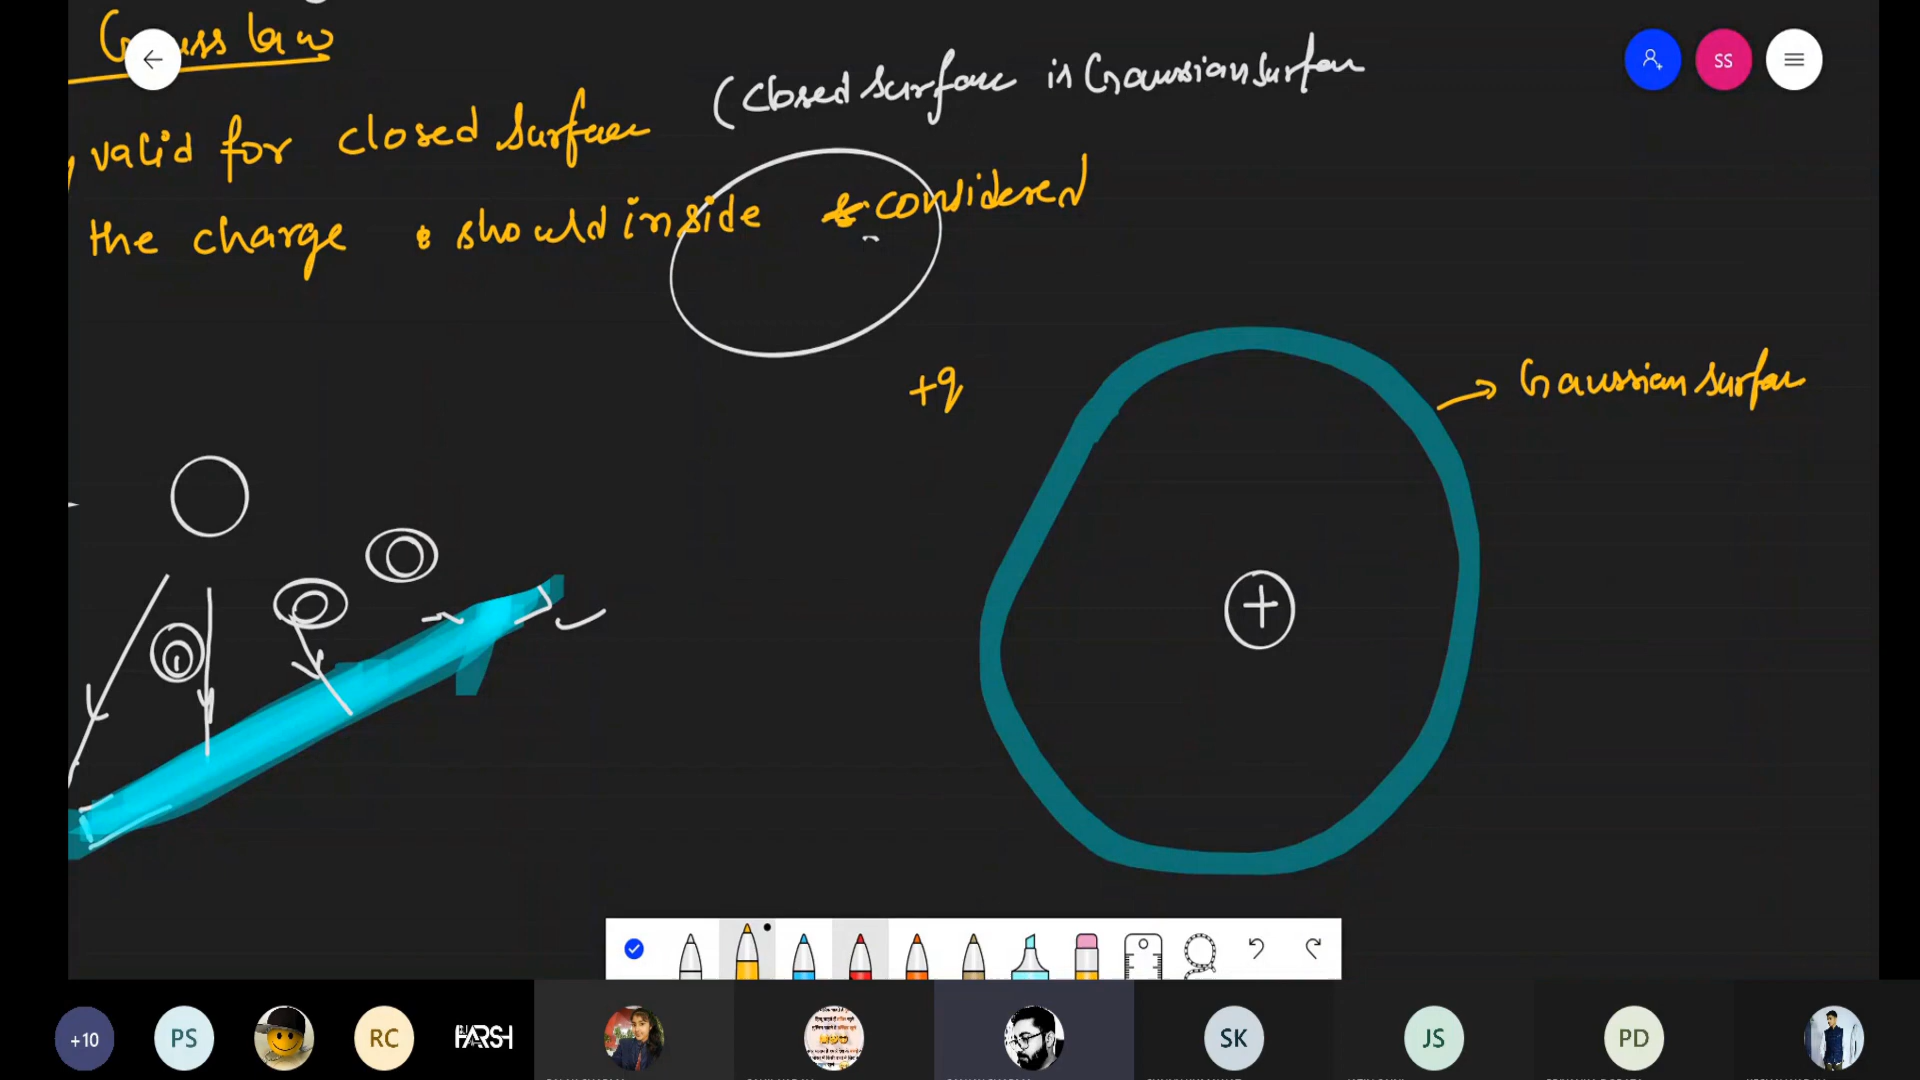 Gauss law
(closed surface is Gaussian surface
valid for closed surface
the charge should inside considered
+q
Gaussian surface
+
SS
+10
PS
RC
HARSH
SK
JS
PD